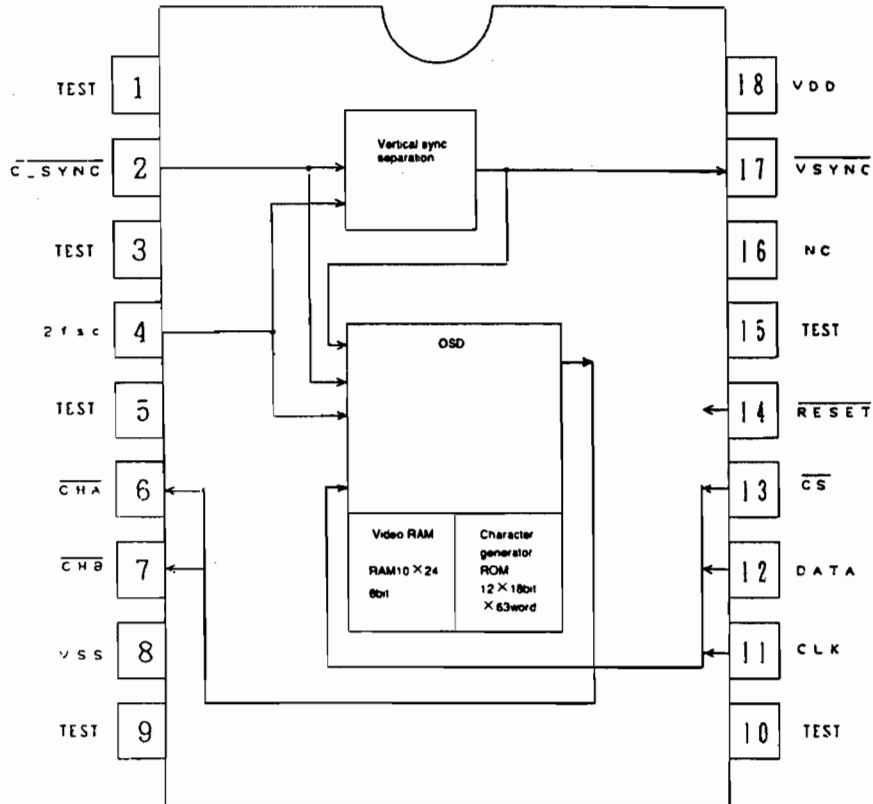 TEST 1
C_SYNC 2
TEST 3
2fsc 4
TEST 5
CHA 6
CHB 7
VSS 8
TEST 9
Vertical sync
separation
OSD
Video RAM
RAM10×24
6bit
Character
generator
ROM
12×18bit
×63word
18 VDD
17 VSYNC
16 NC
15 TEST
14 RESET
13 CS
12 DATA
11 CLK
10 TEST